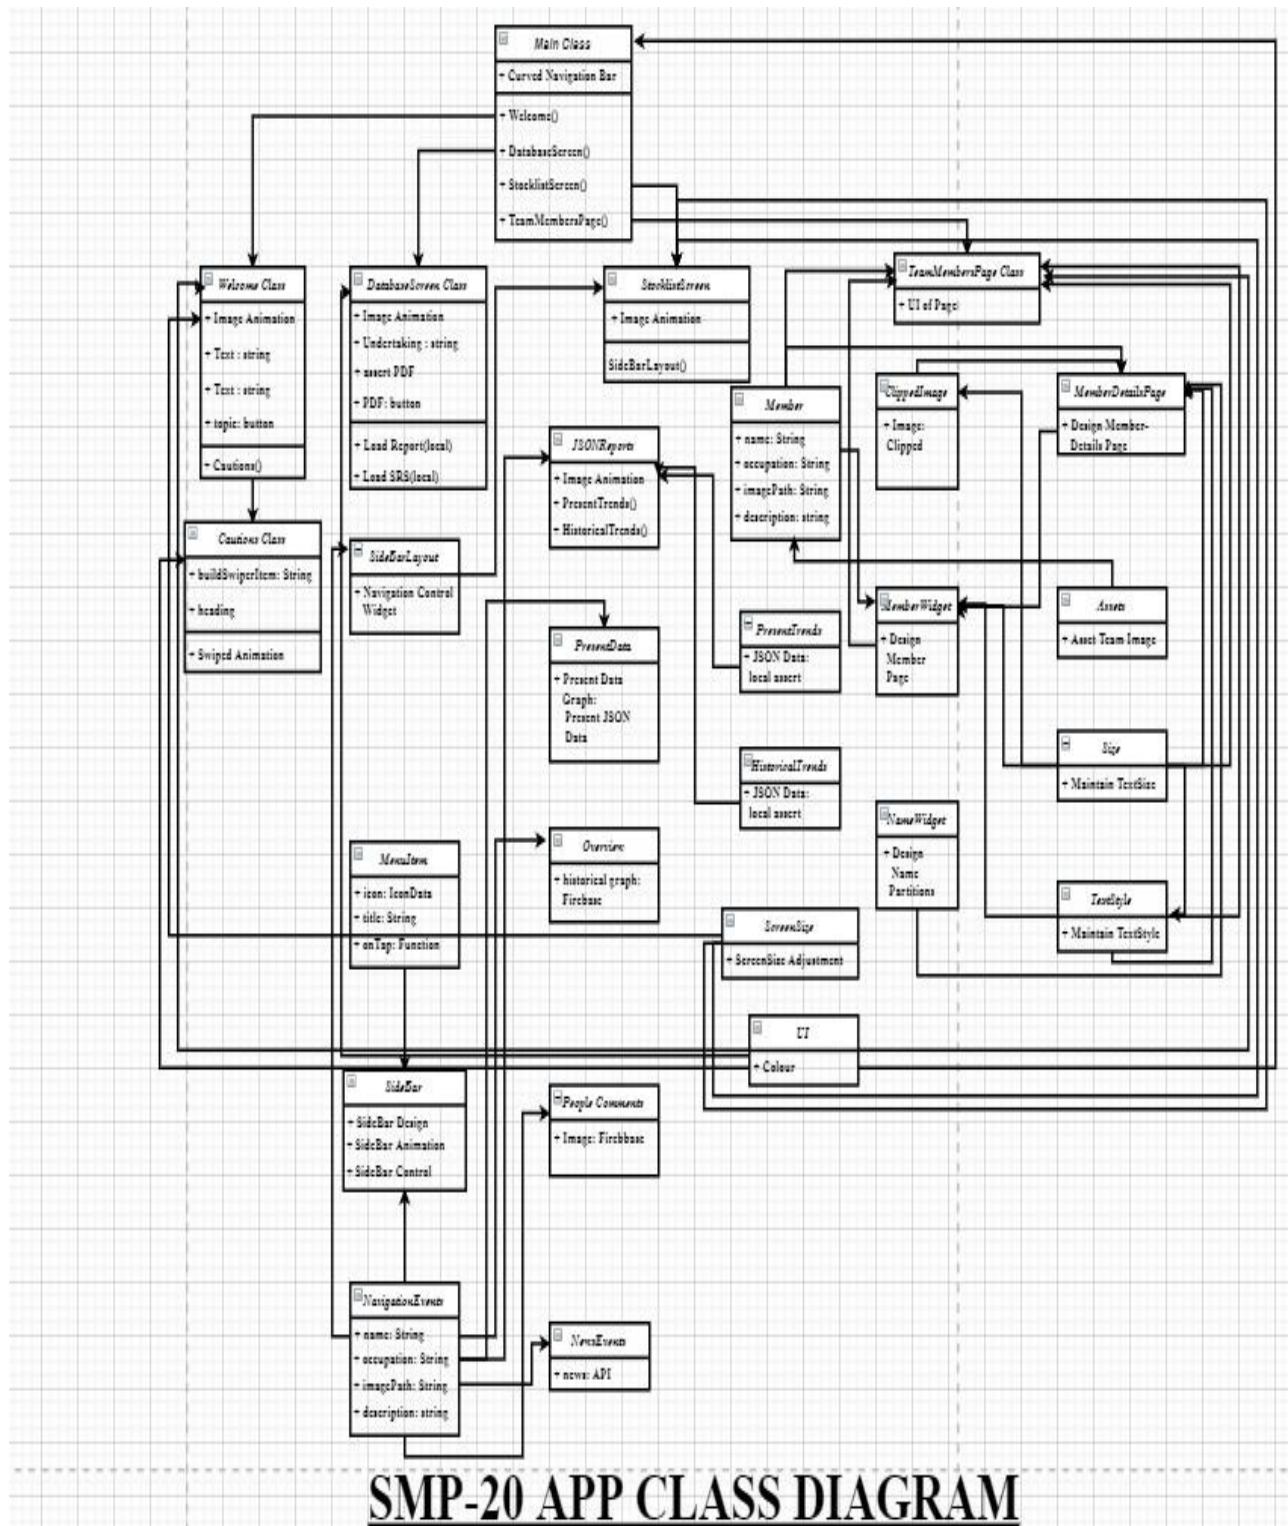 Main Class
+ Curved Navigation Bar
+ Welcome()
+ DatabaseScreen()
+ StocklistScreen()
+ TeamMembersPage()
Welcome Class
+ Image Animation
+ Text : string
+ Text : string
+ topic: button
+ Cautions()
DatabaseScreen Class
+ Image Animation
+ Undertaking : string
+ assert PDF
+ PDF: button
+ Load Report(local)
+ Load SRS(local)
StocklistScreen
+ Image Animation
SideBarLayout()
TeamMembersPage Class
+ UI of Page
Member
+ name: String
+ occupation: String
+ imagePath: String
+ description: string
ClippedImage
+ Image:
Clipped
MemberDetailsPage
+ Design Member-
Details Page
JSONReports
+ Image Animation
+ PresentTrends()
+ HistoricalTrends()
Cautions Class
+ buildSwiperItem: String
+ heading
+ Swiped Animation
SideBarLayout
+ Navigation Control
Widget
PresentData
+ Present Data
Graph:
Present JSON
Data
PresentTrends
+ JSON Data:
local assert
MemberWidget
+ Design
Member
Page
Assets
+ Asset Team Image
Size
+ Maintain TextSize
HistoricalTrends
+ JSON Data:
local assert
NameWidget
+ Design
Name
Partitions
MenuItem
+ icon: IconData
+ title: String
+ onTap: Function
Overview
+ historical graph:
Firebase
TextStyle
+ Maintain TextStyle
ScreenSize
+ ScreenSize Adjustment
UI
+ Colour
SideBar
+ SideBar Design
+ SideBar Animation
+ SideBar Control
People Comments
+ Image: Firebbase
NavigationEvents
+ name: String
+ occupation: String
+ imagePath: String
+ description: string
NewsEvents
+ news: API
SMP-20 APP CLASS DIAGRAM